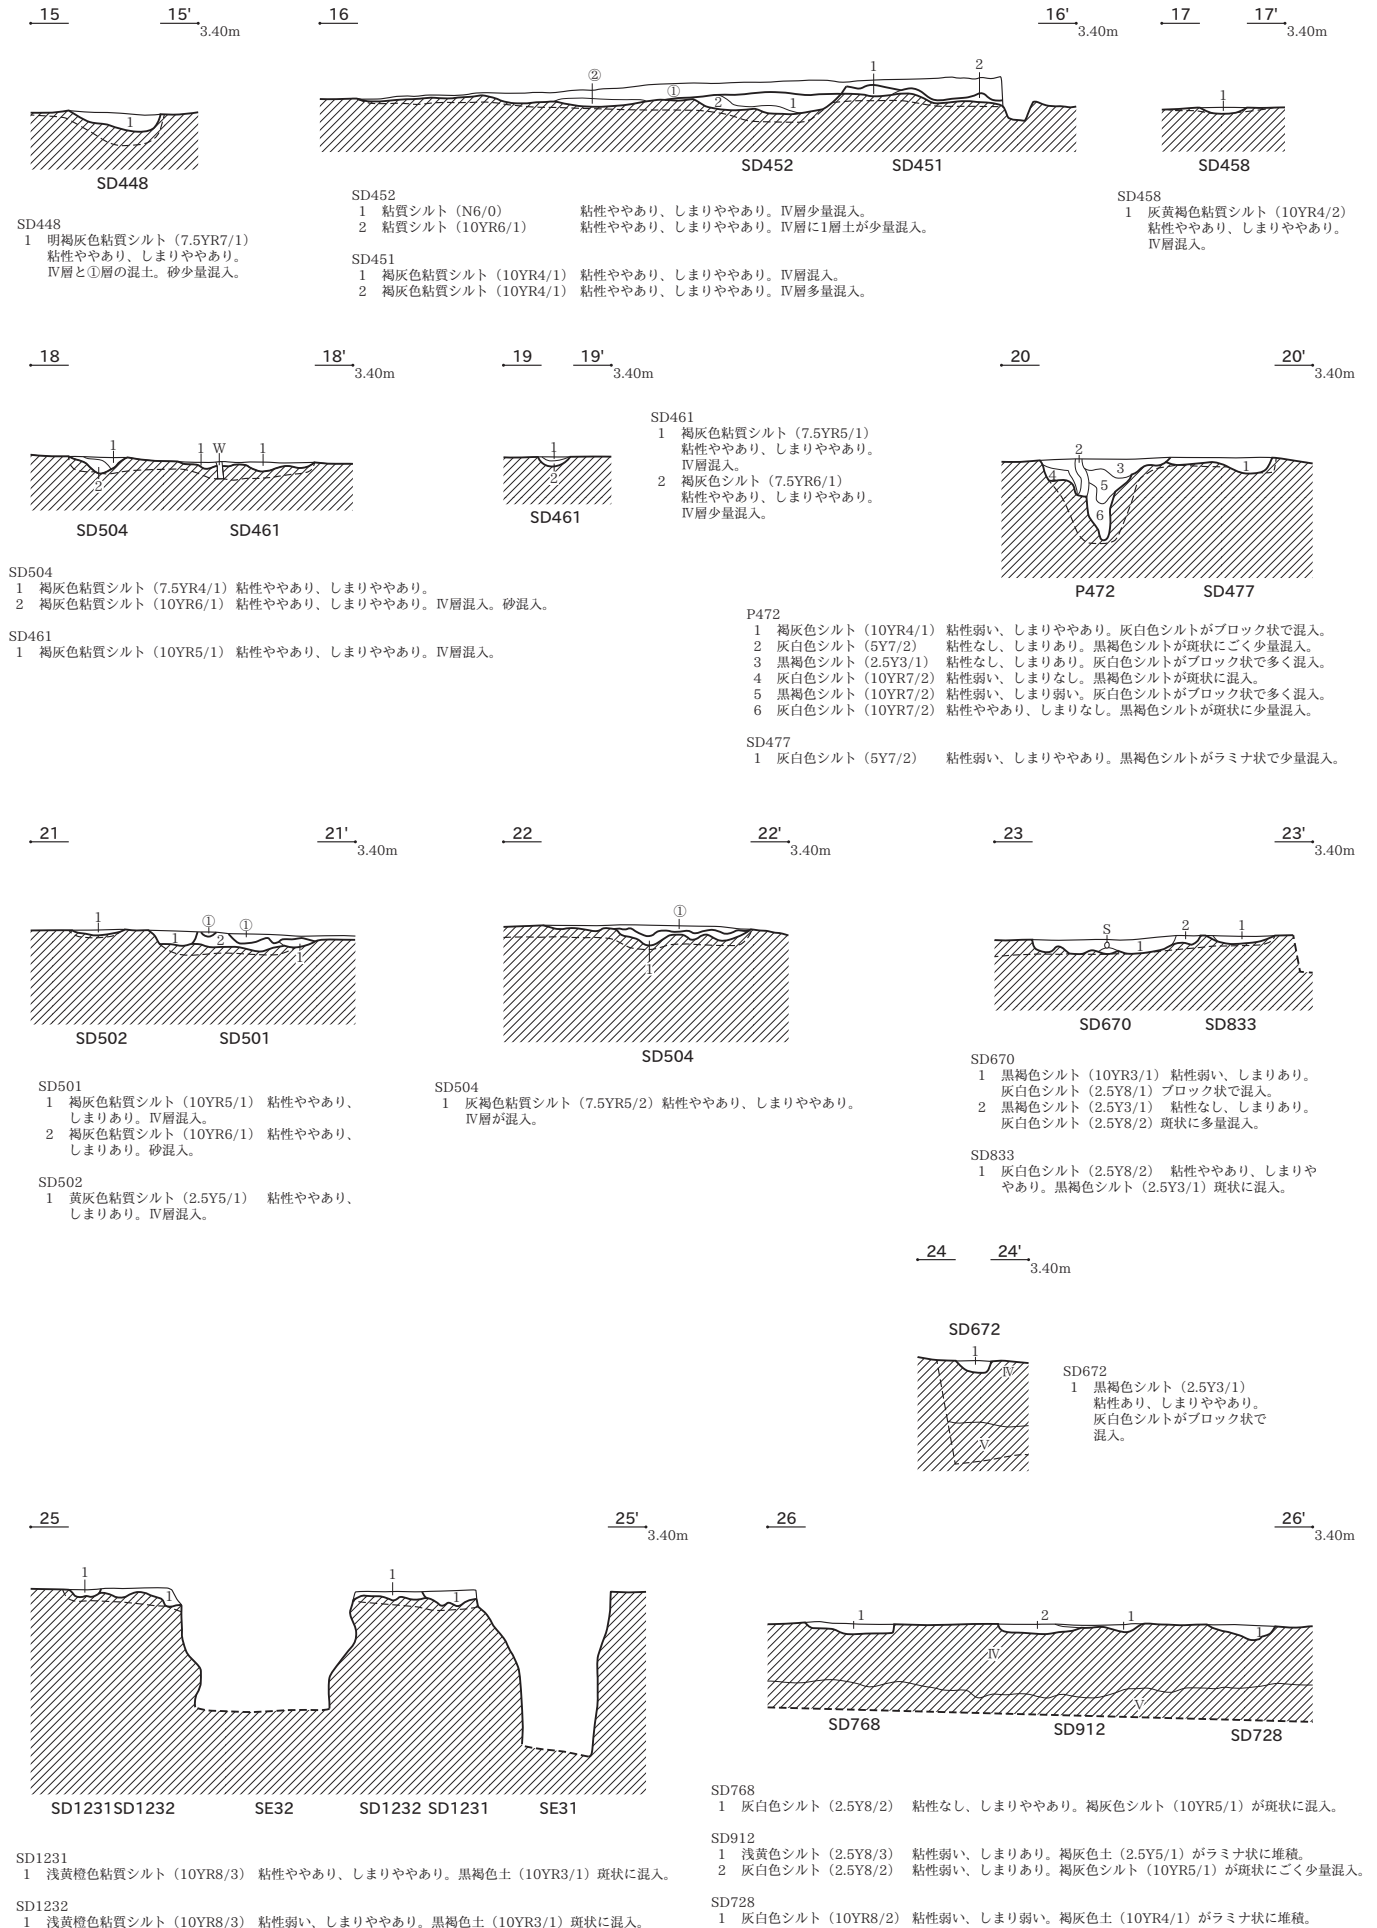 15 15' 3.40m
1
SD448
SD448
1 明褐灰色粘質シルト（7.5YR7/1）
粘性ややあり、しまりややあり。
Ⅳ層と①層の混土。砂少量混入。
16 16' 3.40m
② ① 2 1 1 2
SD452 SD451
SD452
1 粘質シルト（N6/0） 粘性ややあり、しまりややあり。Ⅳ層少量混入。
2 粘質シルト（10YR6/1） 粘性ややあり、しまりややあり。Ⅳ層に1層土が少量混入。
SD451
1 褐灰色粘質シルト（10YR4/1） 粘性ややあり、しまりややあり。Ⅳ層混入。
2 褐灰色粘質シルト（10YR4/1） 粘性ややあり、しまりややあり。Ⅳ層多量混入。
17 17' 3.40m
1
SD458
SD458
1 灰黄褐色粘質シルト（10YR4/2）
粘性ややあり、しまりややあり。
Ⅳ層混入。
18 18' 3.40m
1 2 1 W 1
SD504 SD461
SD504
1 褐灰色粘質シルト（7.5YR4/1）粘性ややあり、しまりややあり。
2 褐灰色粘質シルト（10YR6/1）粘性ややあり、しまりややあり。Ⅳ層混入。砂混入。
SD461
1 褐灰色粘質シルト（10YR5/1）粘性ややあり、しまりややあり。Ⅳ層混入。
19 19' 3.40m
1
2
SD461
SD461
1 褐灰色粘質シルト（7.5YR5/1）
粘性ややあり、しまりややあり。
Ⅳ層混入。
2 褐灰色シルト（7.5YR6/1）
粘性ややあり、しまりややあり。
Ⅳ層少量混入。
20 20' 3.40m
2 3 4 5 6 1
P472 SD477
P472
1 褐灰色シルト（10YR4/1）粘性弱い、しまりややあり。灰白色シルトがブロック状で混入。
2 灰白色シルト（5Y7/2） 粘性なし、しまりあり。黒褐色シルトが斑状にごく少量混入。
3 黒褐色シルト（2.5Y3/1） 粘性なし、しまりあり。灰白色シルトがブロック状で多く混入。
4 灰白色シルト（10YR7/2）粘性弱い、しまりなし。黒褐色シルトが斑状に混入。
5 黒褐色シルト（10YR7/2）粘性弱い、しまり弱い。灰白色シルトがブロック状で多く混入。
6 灰白色シルト（10YR7/2）粘性ややあり、しまりなし。黒褐色シルトが斑状に少量混入。
SD477
1 灰白色シルト（5Y7/2） 粘性弱い、しまりややあり。黒褐色シルトがラミナ状で少量混入。
21 21' 3.40m
1 1 ① 2 ① 1
SD502 SD501
SD501
1 褐灰色粘質シルト（10YR5/1） 粘性ややあり、
しまりあり。Ⅳ層混入。
2 褐灰色粘質シルト（10YR6/1） 粘性ややあり、
しまりあり。砂混入。
SD502
1 黄灰色粘質シルト（2.5Y5/1） 粘性ややあり、
しまりあり。Ⅳ層混入。
22 22' 3.40m
①
1
SD504
SD504
1 灰褐色粘質シルト（7.5YR5/2）粘性ややあり、しまりややあり。
Ⅳ層が混入。
23 23' 3.40m
S 1 2 1
SD670 SD833
SD670
1 黒褐色シルト（10YR3/1）粘性弱い、しまりあり。
灰白色シルト（2.5Y8/1）ブロック状で混入。
2 黒褐色シルト（2.5Y3/1） 粘性なし、しまりあり。
灰白色シルト（2.5Y8/2）斑状に多量混入。
SD833
1 灰白色シルト（2.5Y8/2） 粘性ややあり、しまりや
やあり。黒褐色シルト（2.5Y3/1）斑状に混入。
24 24' 3.40m
SD672
1
Ⅳ
Ⅴ
SD672
1 黒褐色シルト（2.5Y3/1）
粘性あり、しまりややあり。
灰白色シルトがブロック状で
混入。
25 25' 3.40m
1 1 1 1
SD1231 SD1232 SE32 SD1232 SD1231 SE31
SD1231
1 浅黄橙色粘質シルト（10YR8/3） 粘性ややあり、しまりややあり。黒褐色土（10YR3/1）斑状に混入。
SD1232
1 浅黄橙色粘質シルト（10YR8/3） 粘性弱い、しまりややあり。黒褐色土（10YR3/1）斑状に混入。
26 26' 3.40m
1 2 1 1
Ⅳ
Ⅴ
SD768 SD912 SD728
SD768
1 灰白色シルト（2.5Y8/2） 粘性なし、しまりややあり。褐灰色シルト（10YR5/1）が斑状に混入。
SD912
1 浅黄色シルト（2.5Y8/3） 粘性弱い、しまりあり。褐灰色土（2.5Y5/1）がラミナ状に堆積。
2 灰白色シルト（2.5Y8/2） 粘性弱い、しまりあり。褐灰色シルト（10YR5/1）が斑状にごく少量混入。
SD728
1 灰白色シルト（10YR8/2） 粘性弱い、しまり弱い。褐灰色土（10YR4/1）がラミナ状に堆積。